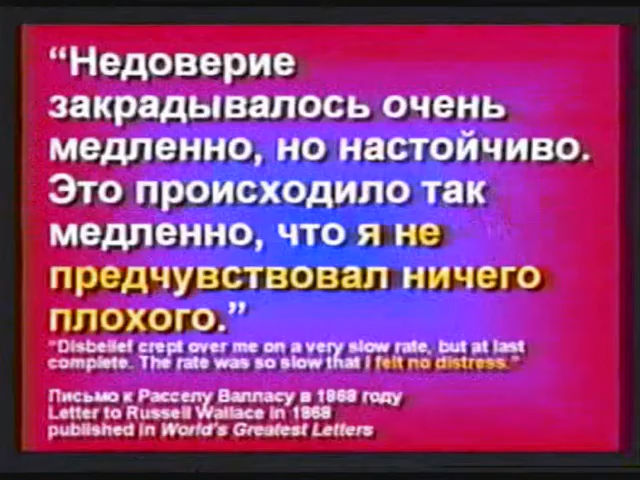 “Недоверие
закрадывалось очень
медленно, но настойчиво.
Это происходило так
медленно, что я не
предчувствовал ничего
плохого.”
“Disbelief crept over me on a very slow rate, but at last
complete. The rate was so slow that I felt no distress.”
Письмо к Расселу Валласу в 1868 году
Letter to Russell Wallace in 1868
published in World's Greatest Letters